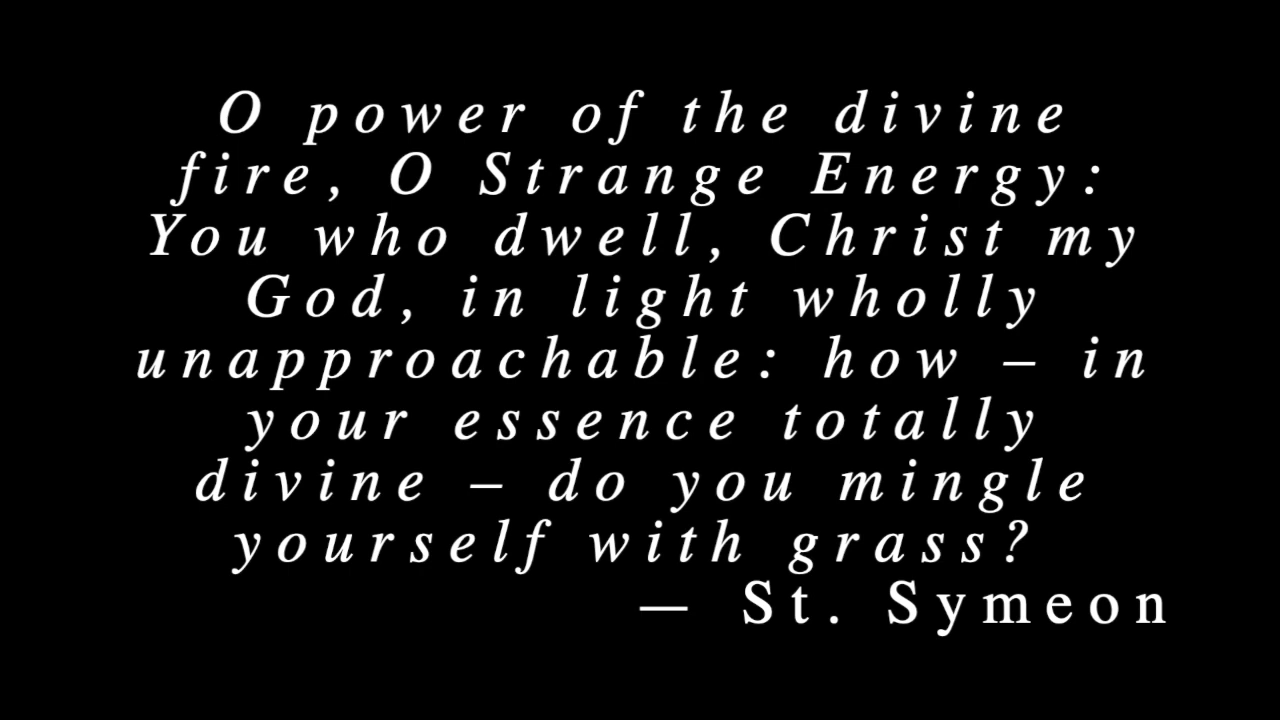 O power of the divine
fire, O Strange Energy:
You who dwell, Christ my
God, in light wholly
unapproachable: how – in
your essence totally
divine – do you mingle
yourself with grass?
— St. Symeon